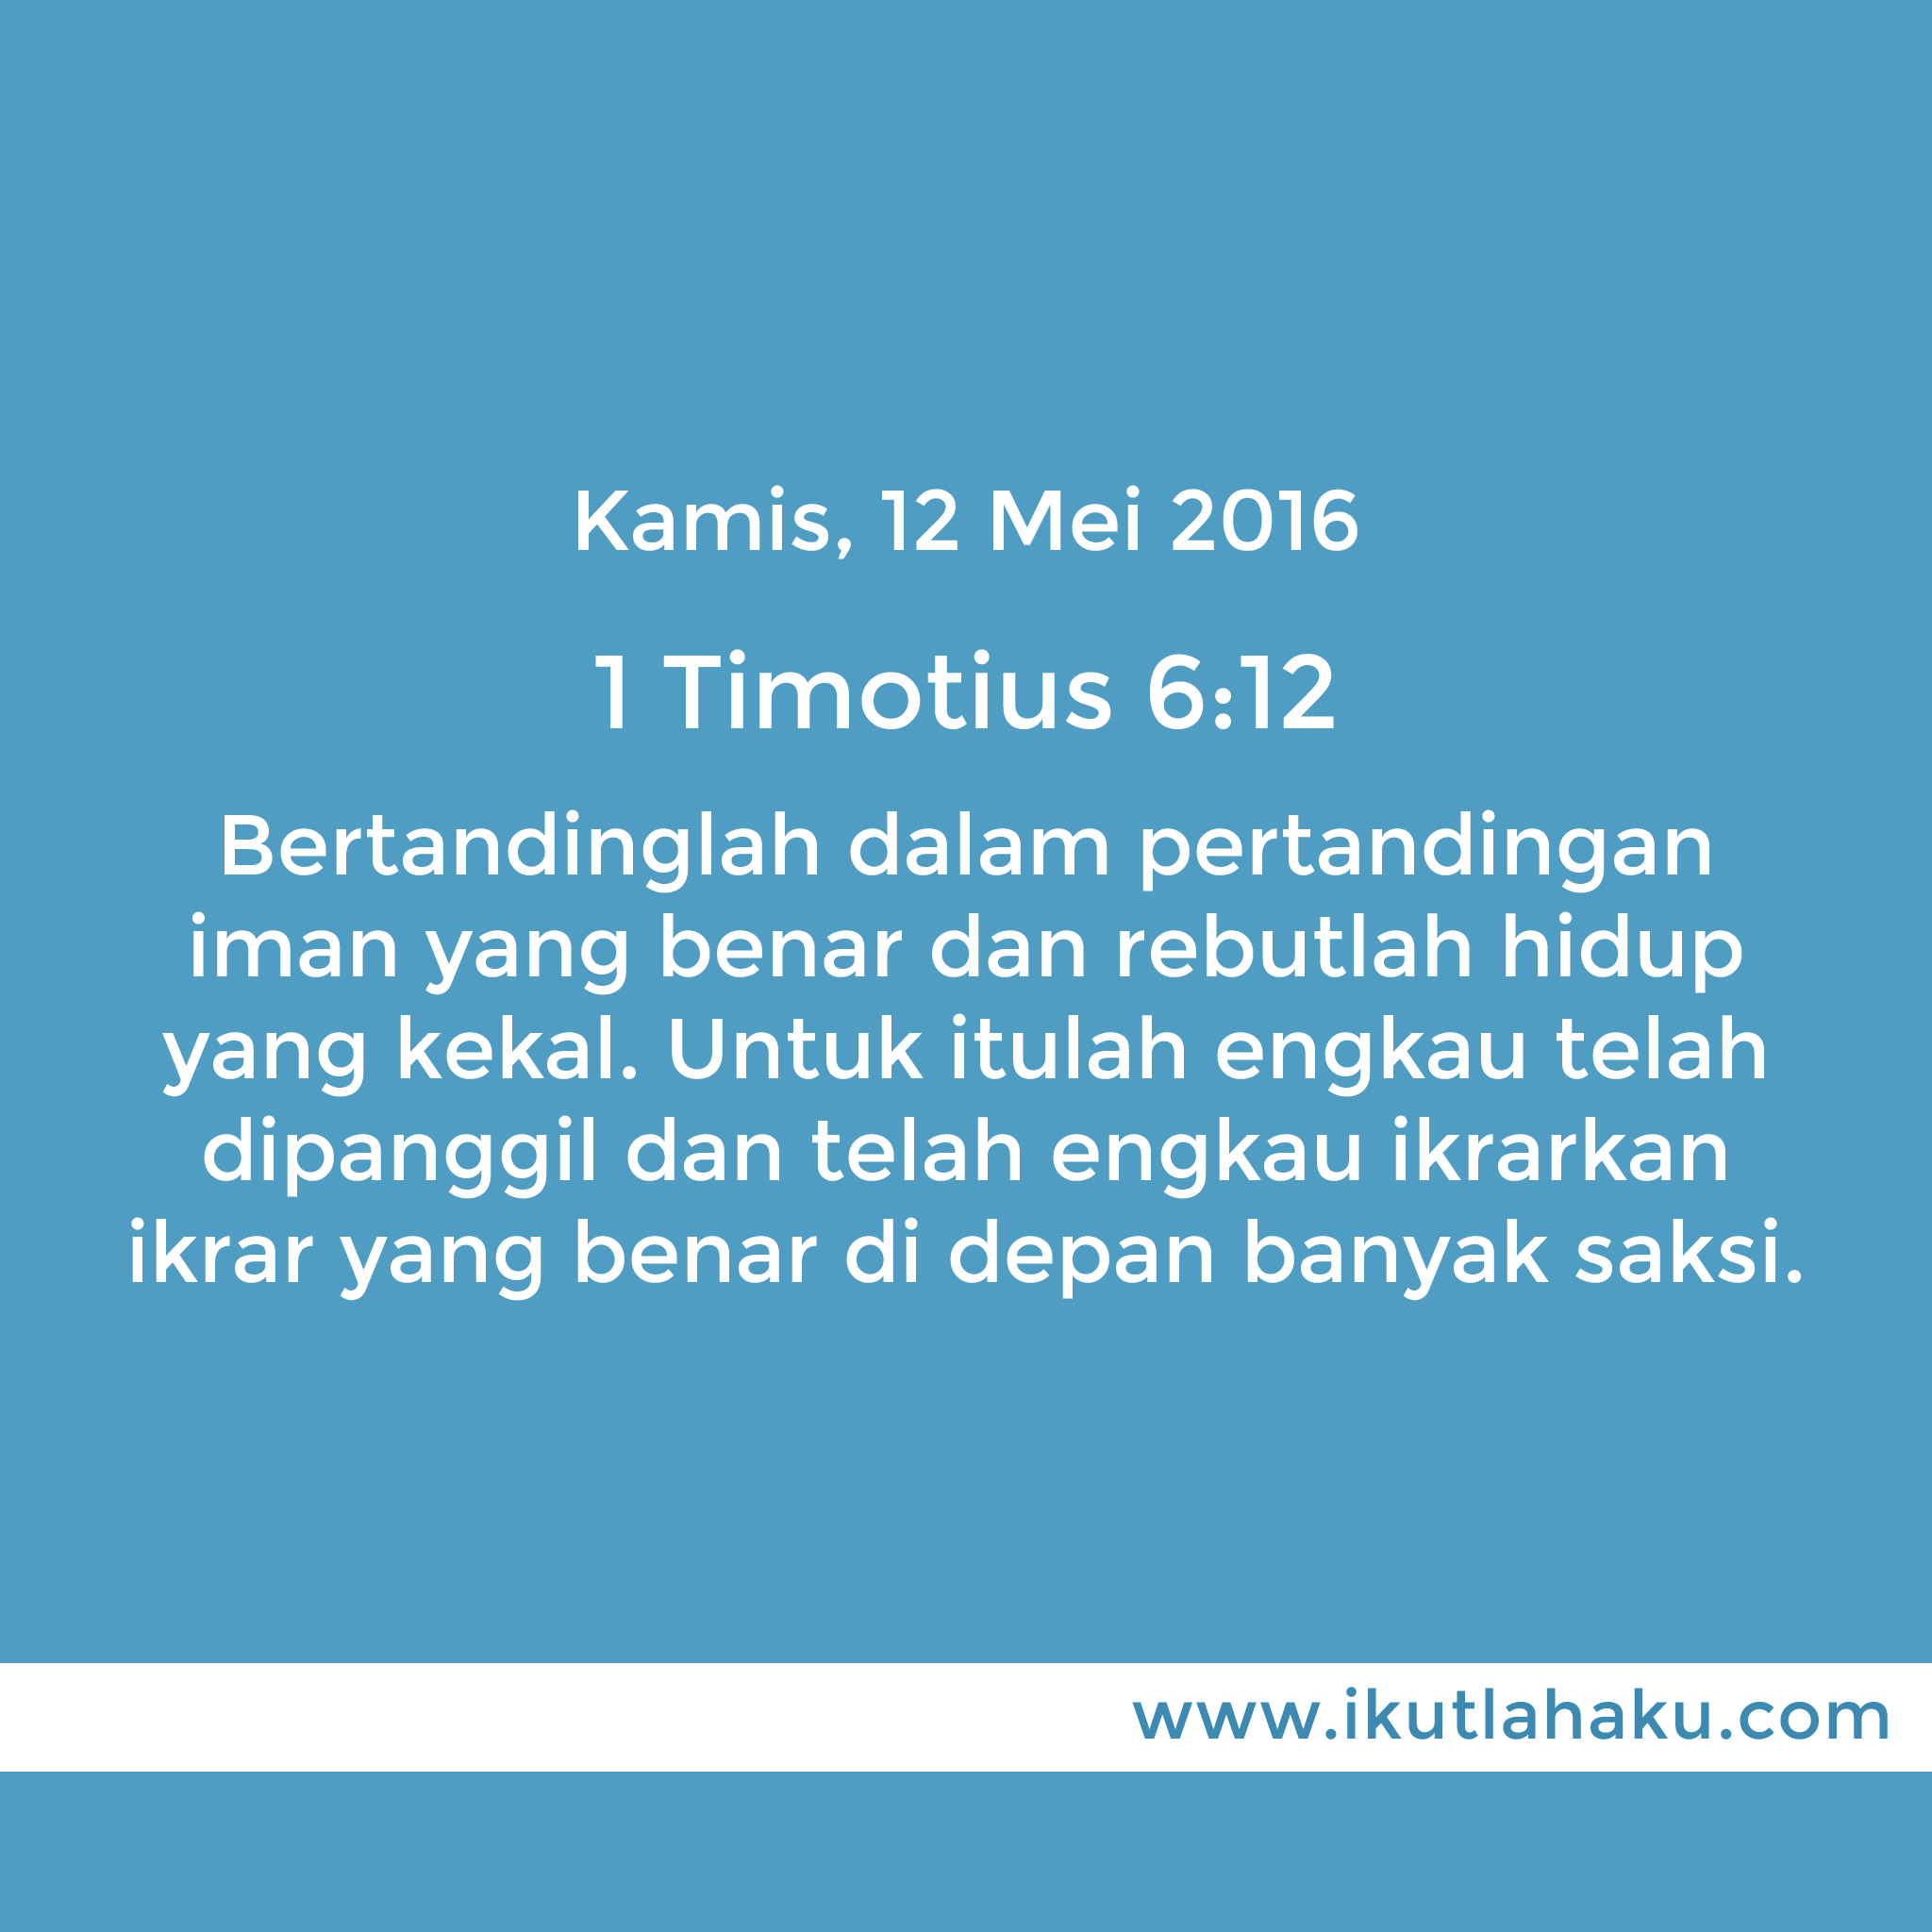 Kamis, 12 Mei 2016
1 Timotius 6:12
Bertandinglah dalam pertandingan
iman yang benar dan rebutlah hidup
yang kekal. Untuk itulah engkau telah
dipanggil dan telah engkau ikrarkan
ikrar yang benar di depan banyak saksi.
www.ikutlahaku.com